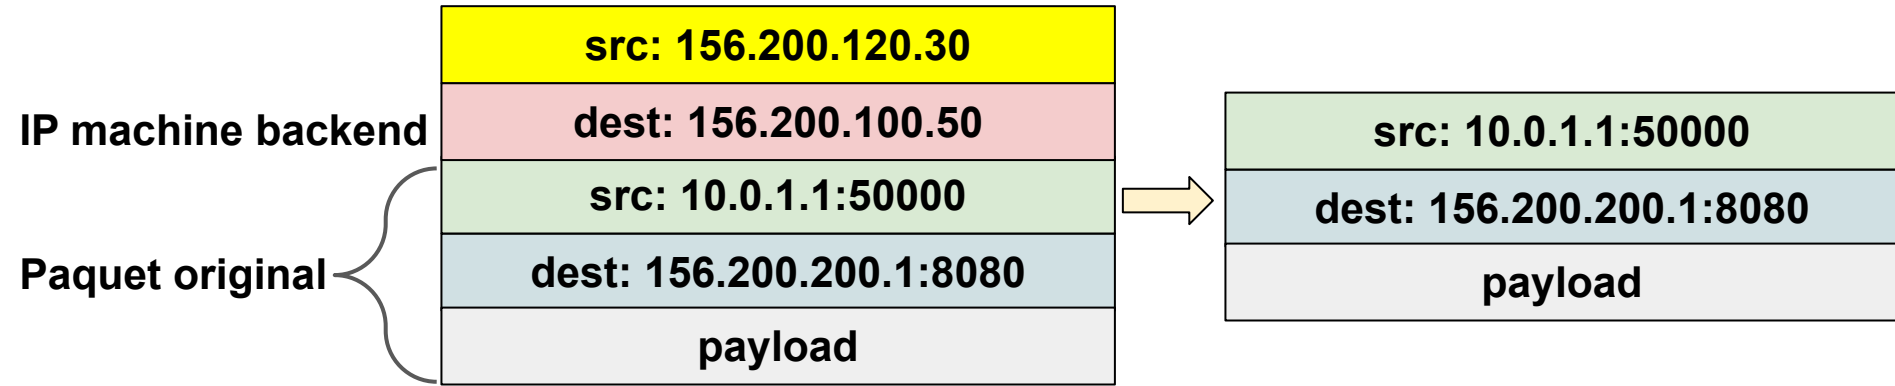 src: 156.200.120.30
IP machine backend
dest: 156.200.100.50
src: 10.0.1.1:50000
Paquet original
dest: 156.200.200.1:8080
payload
src: 10.0.1.1:50000
dest: 156.200.200.1:8080
payload